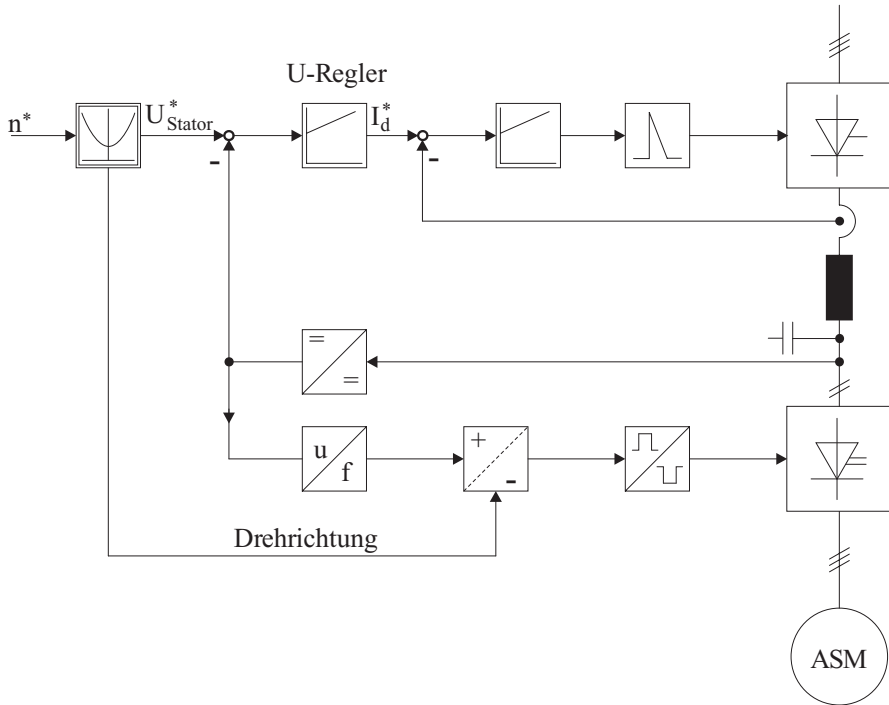 U-Regler
n*
U*Stator
I*d
-
-
=
=
u
f
+
-
Drehrichtung
ASM